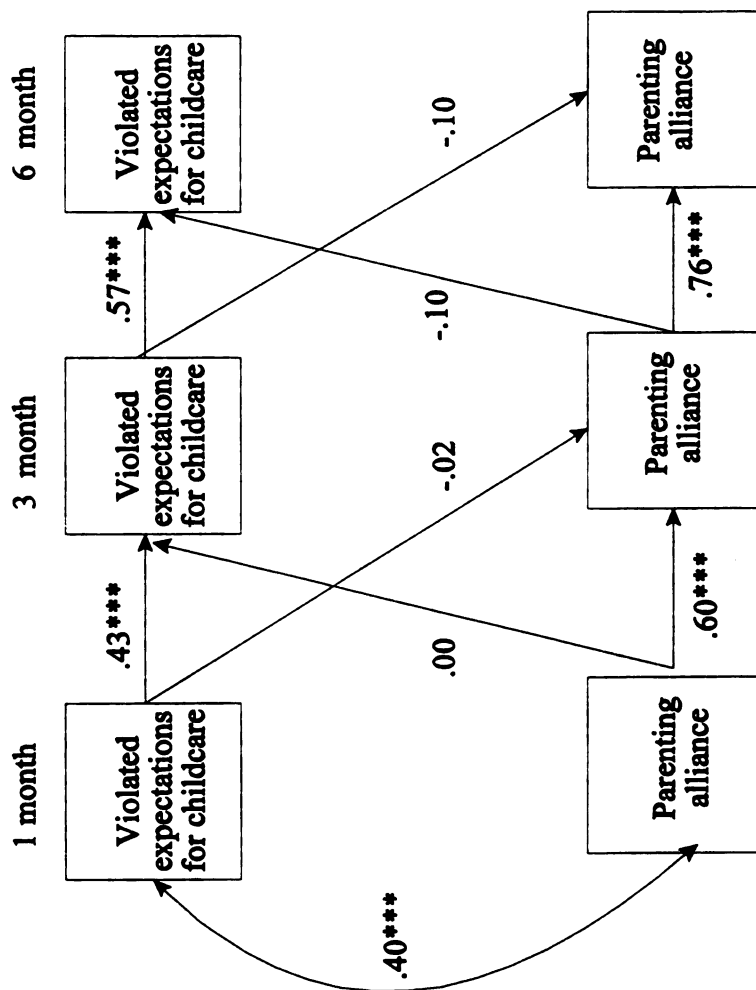 1 month
3 month
6 month
Violated
expectations
for childcare
.43***
Violated
expectations
for childcare
.57***
Violated
expectations
for childcare
.40***
.00
-.02
-.10
-.10
Parenting
alliance
.60***
Parenting
alliance
.76***
Parenting
alliance